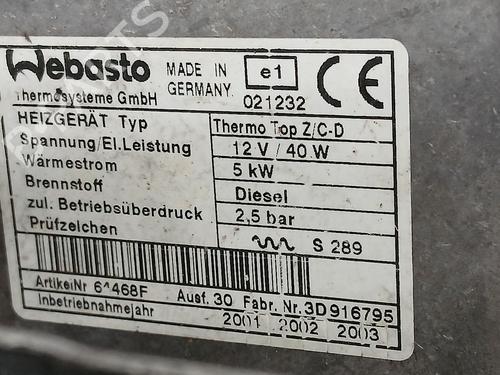 Webasto MADE IN GERMANY. e1 CE
Thermosysteme GmbH 021232
HEIZGERÄT Typ Thermo Top Z/C-D
Spannung/El.Leistung 12 V / 40 W
Wärmestrom 5 kW
Brennstoff Diesel
zul. Betriebsüberdruck 2,5 bar
Prüfzeichen S 289
ArtikelNr 6^468F Ausf. 30 Fabr. Nr. 3D916795
Inbetriebnahmejahr 2001 2002 2003